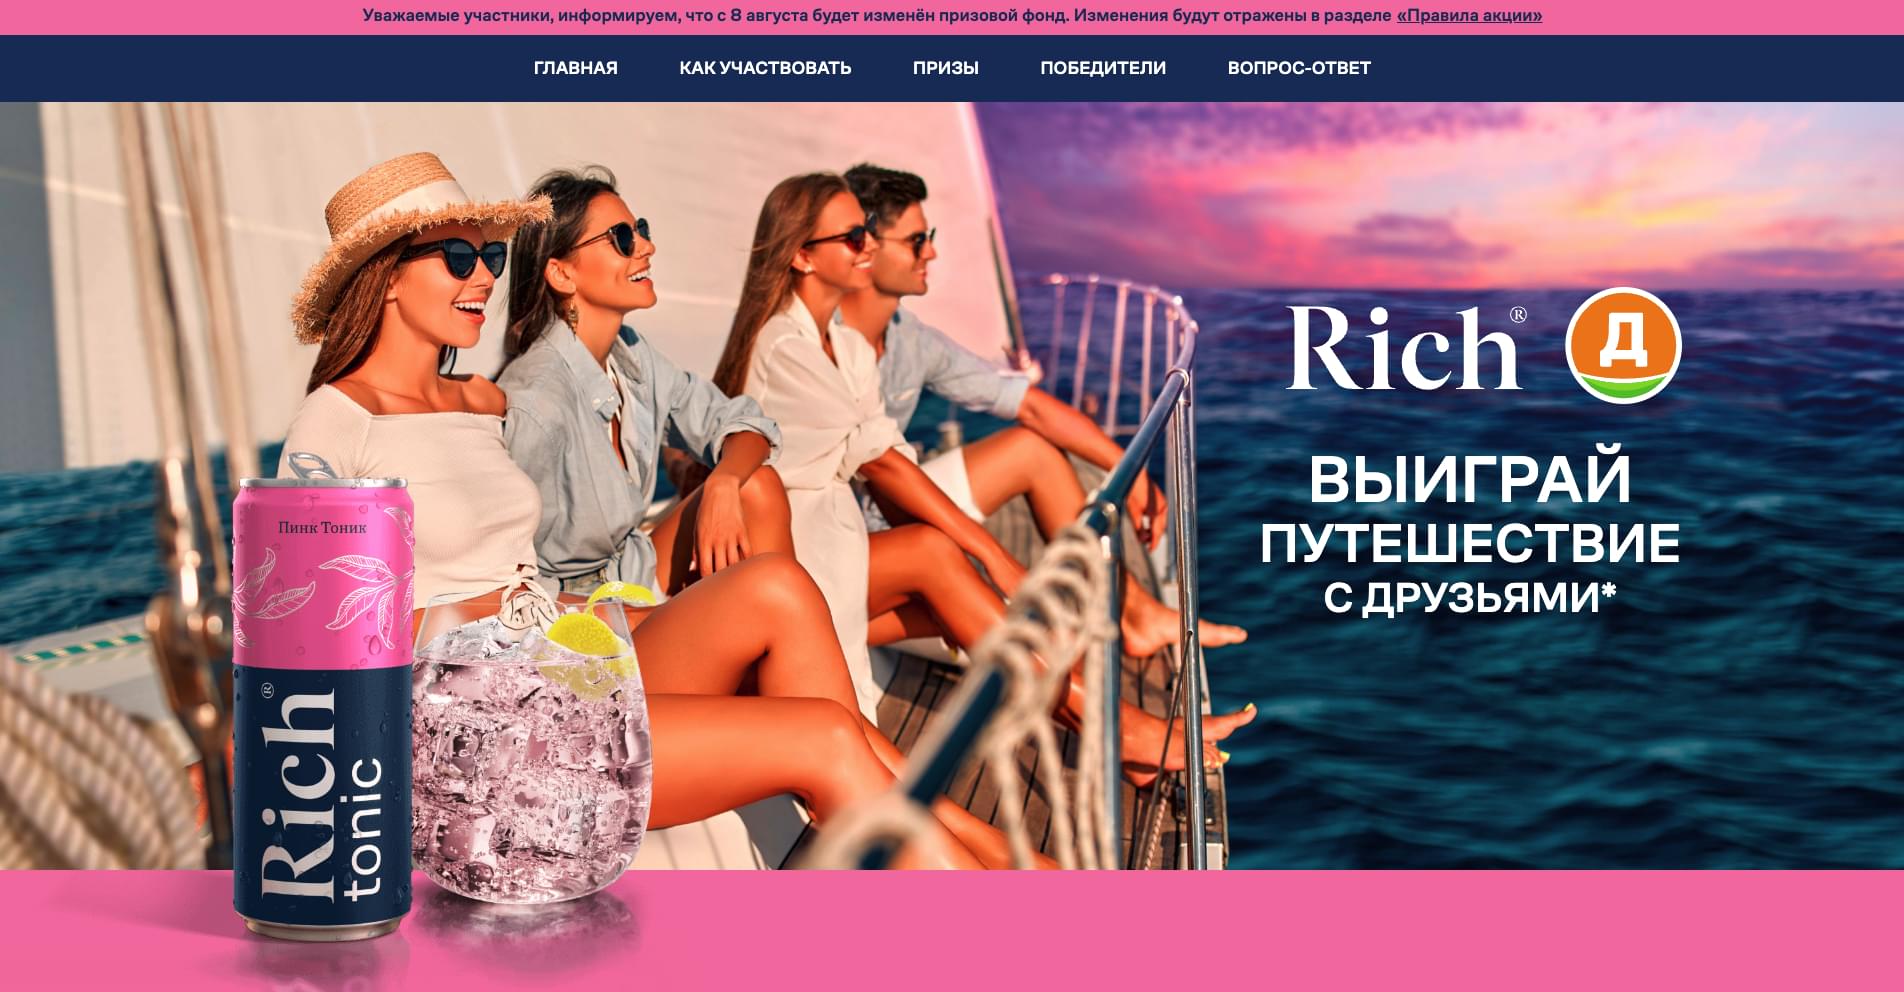 Уважаемые участники, информируем, что с 8 августа будет изменён призовой фонд. Изменения будут отражены в разделе «Правила акции»
ГЛАВНАЯ КАК УЧАСТВОВАТЬ ПРИЗЫ ПОБЕДИТЕЛИ ВОПРОС-ОТВЕТ
Rich® Д
ВЫИГРАЙ
ПУТЕШЕСТВИЕ
С ДРУЗЬЯМИ*
Пинк Тоник
Rich®
tonic